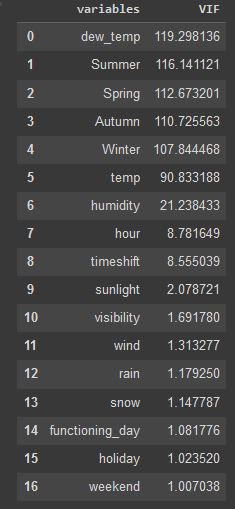 variables VIF
0 dew_temp 119.298136
1 Summer 116.141121
2 Spring 112.673201
3 Autumn 110.725563
4 Winter 107.844468
5 temp 90.833188
6 humidity 21.238433
7 hour 8.781649
8 timeshift 8.555039
9 sunlight 2.078721
10 visibility 1.691780
11 wind 1.313277
12 rain 1.179250
13 snow 1.147787
14 functioning_day 1.081776
15 holiday 1.023520
16 weekend 1.007038